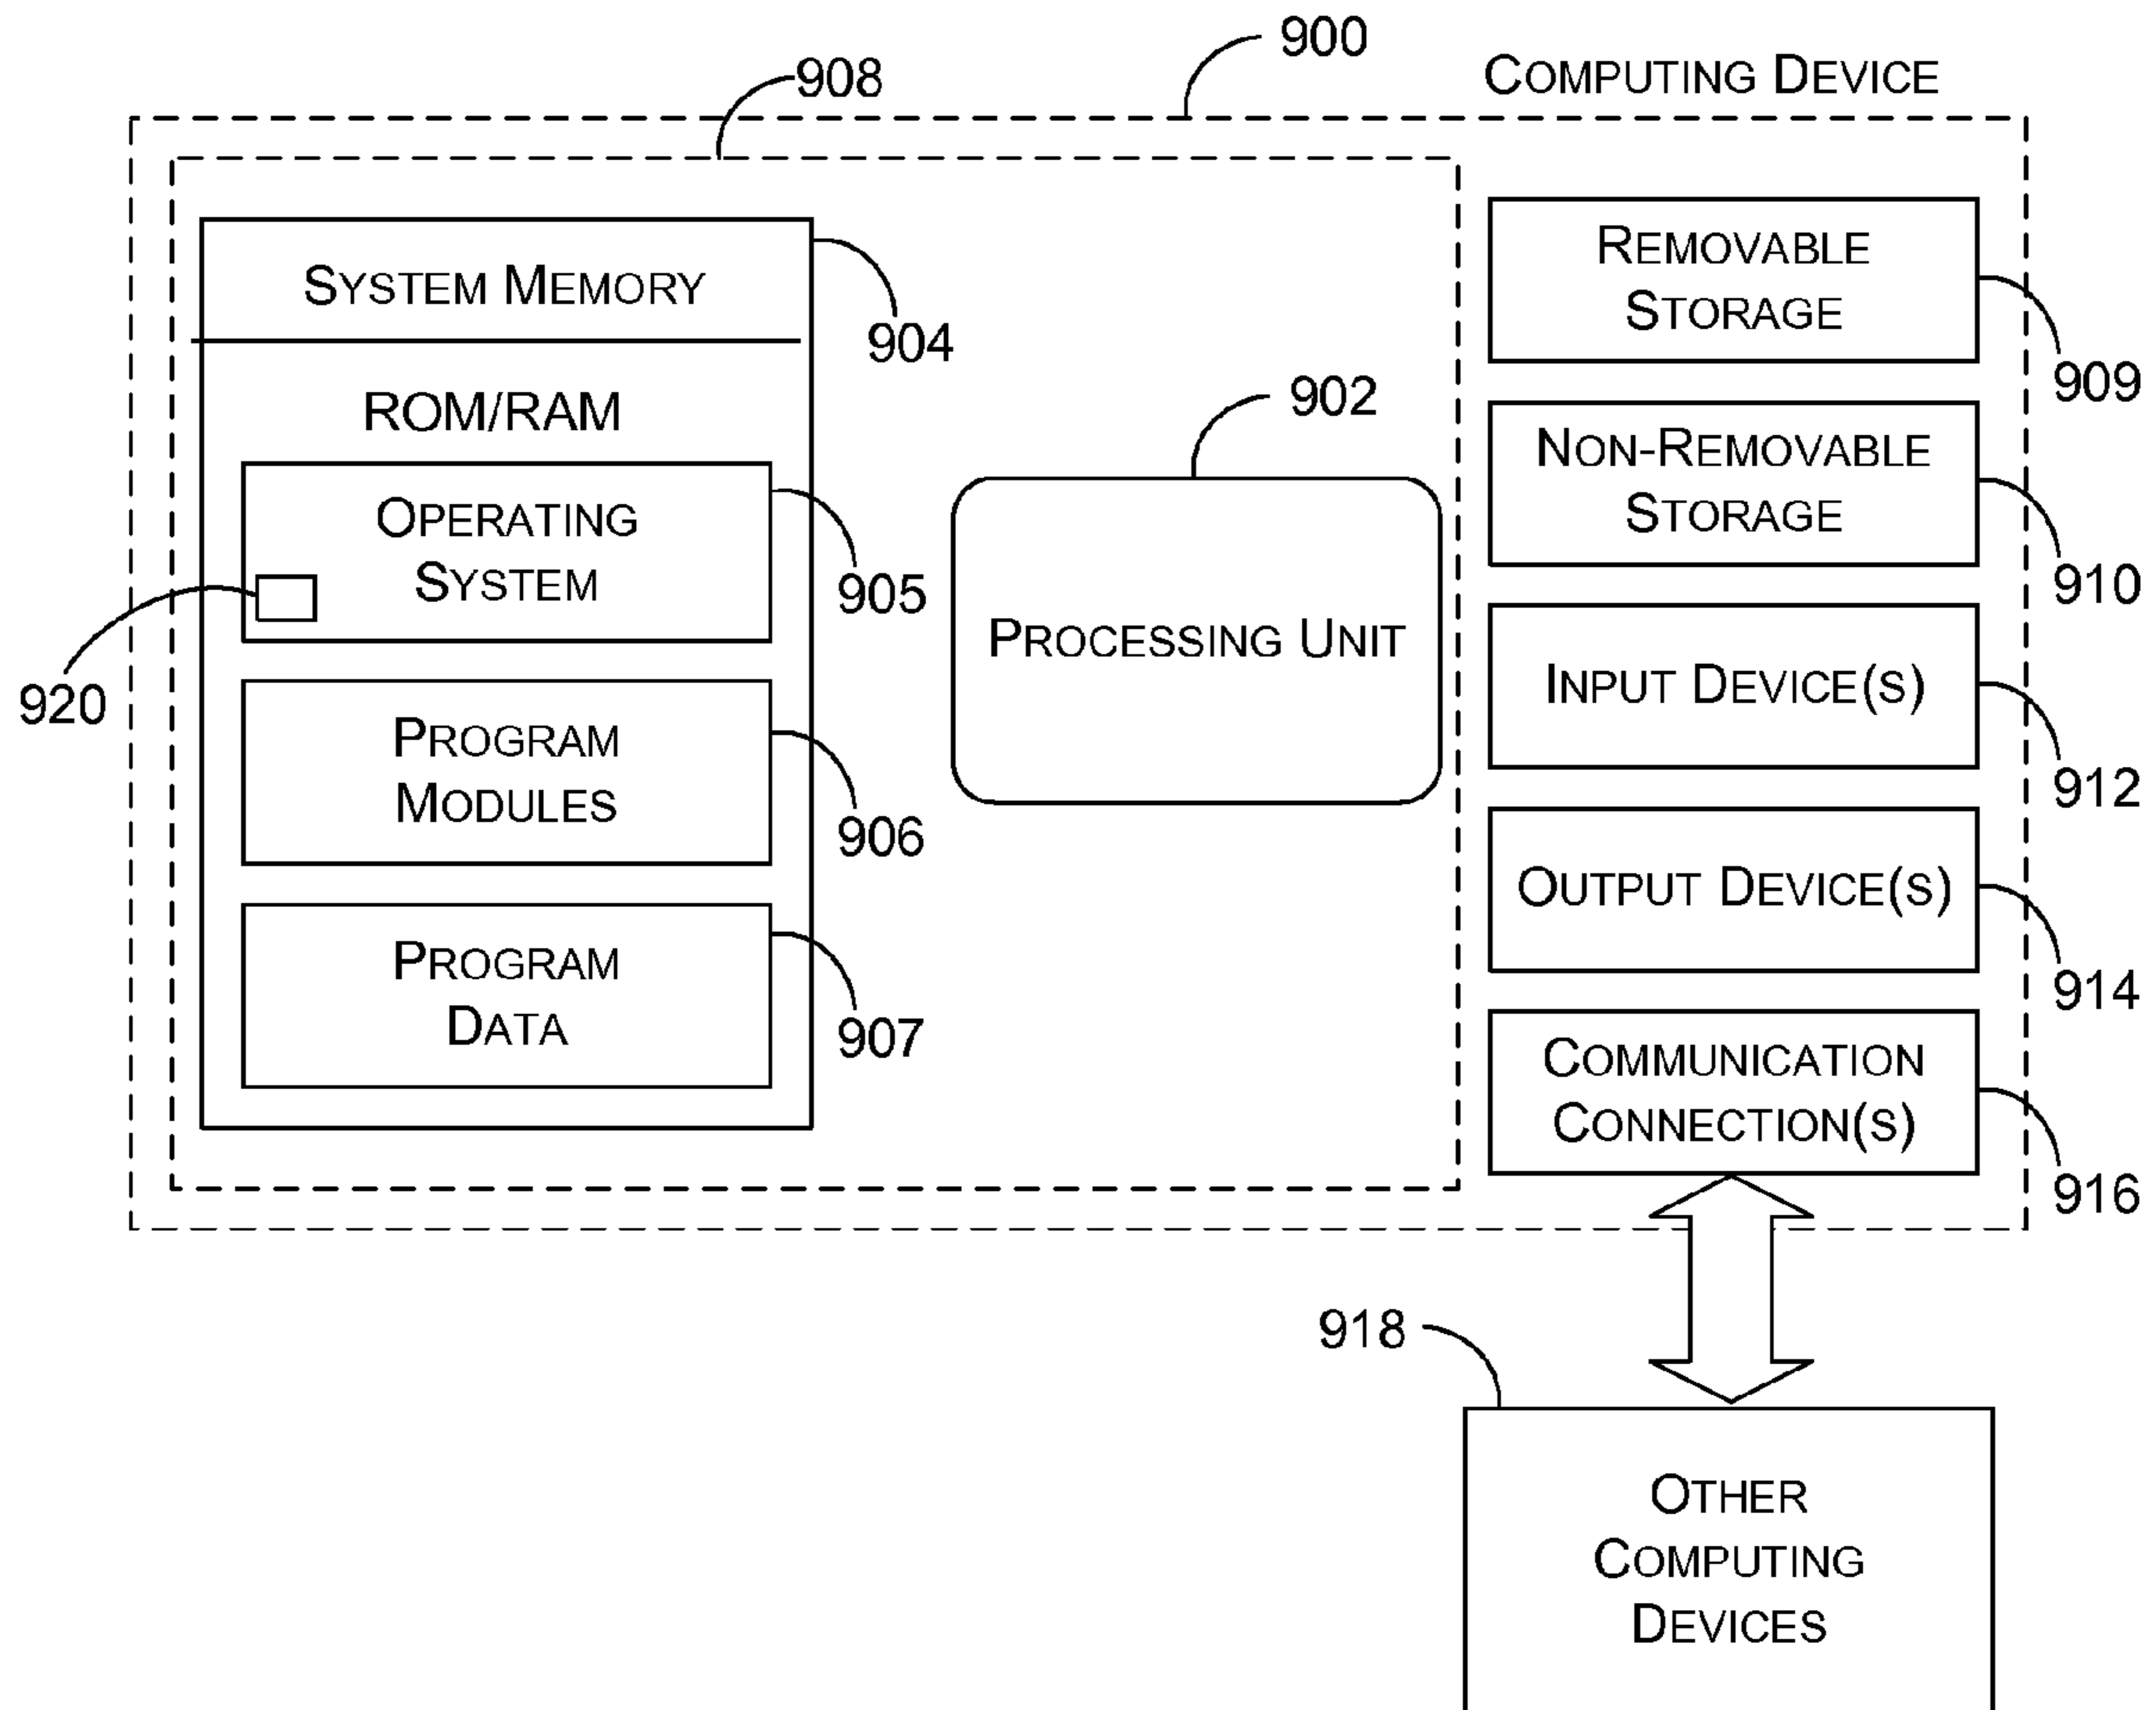 900
COMPUTING DEVICE
908
SYSTEM MEMORY
904
ROM/RAM
OPERATING
SYSTEM
905
920
PROGRAM
MODULES
906
PROGRAM
DATA
907
902
PROCESSING UNIT
REMOVABLE
STORAGE
909
NON-REMOVABLE
STORAGE
910
INPUT DEVICE(S)
912
OUTPUT DEVICE(S)
914
COMMUNICATION
CONNECTION(S)
916
918
OTHER
COMPUTING
DEVICES